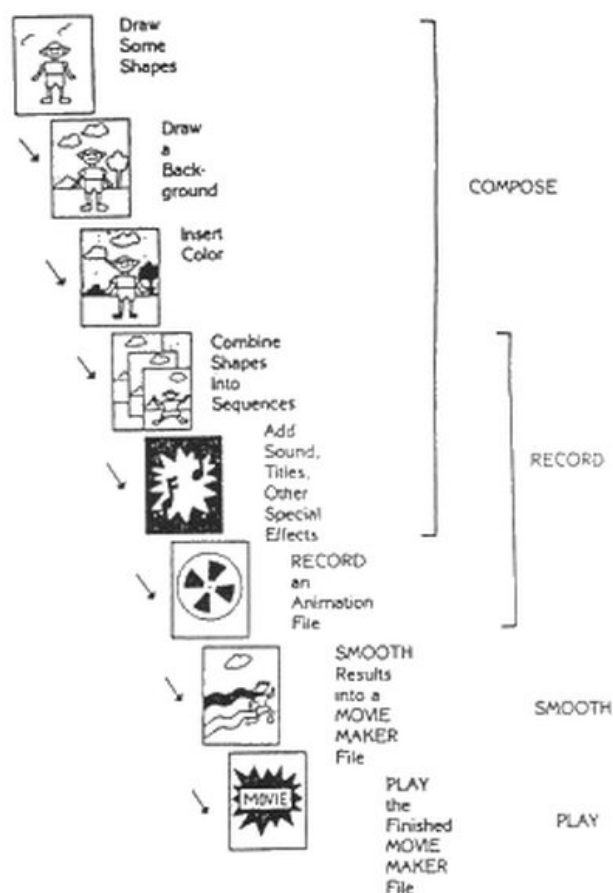 Draw
Some
Shapes
Draw
a
Back-
ground
COMPOSE
Insert
Color
Combine
Shapes
Into
Sequences
Add
Sound,
Titles,
Other
Special
Effects
RECORD
RECORD
an
Animation
File
SMOOTH
Results
into a
MOVIE
MAKER
File
SMOOTH
MOVIE
PLAY
the
Finished
MOVIE
MAKER
File
PLAY